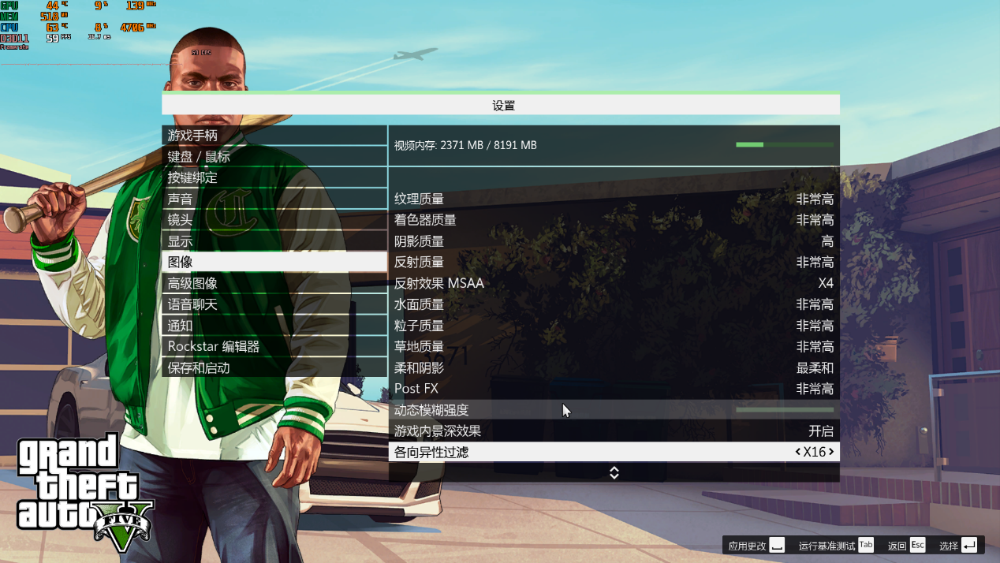 GPU 44 ℃ 9 % 139 MHz
MEM 518 MB
CPU 63 ℃ 8 % 4706 MHz
D3D11 59 FPS 16.7 ms
Framerate 59 FPS
设置
游戏手柄
键盘 / 鼠标
按键绑定
声音
镜头
显示
图像
高级图像
语音聊天
通知
Rockstar 编辑器
保存和启动
视频内存: 2371 MB / 8191 MB
纹理质量 非常高
着色器质量 非常高
阴影质量 高
反射质量 非常高
反射效果 MSAA X4
水面质量 非常高
粒子质量 非常高
草地质量 非常高
柔和阴影 最柔和
Post FX 非常高
动态模糊强度
游戏内景深效果 开启
各向异性过滤 X16
grand
theft
auto
FIVE
应用更改 运行基准测试 Tab 返回 Esc 选择